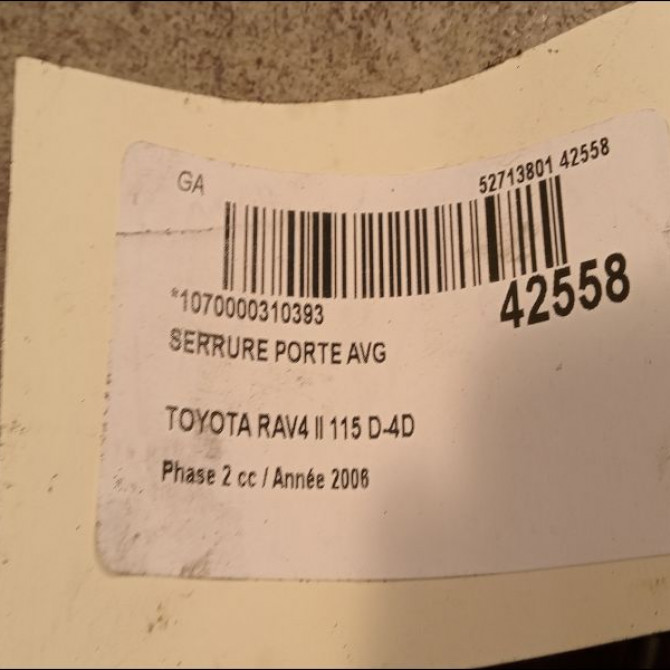 GA
52713801 42558
*1070000310393
42558
SERRURE PORTE AVG
TOYOTA RAV4 II 115 D-4D
Phase 2 cc / Année 2006